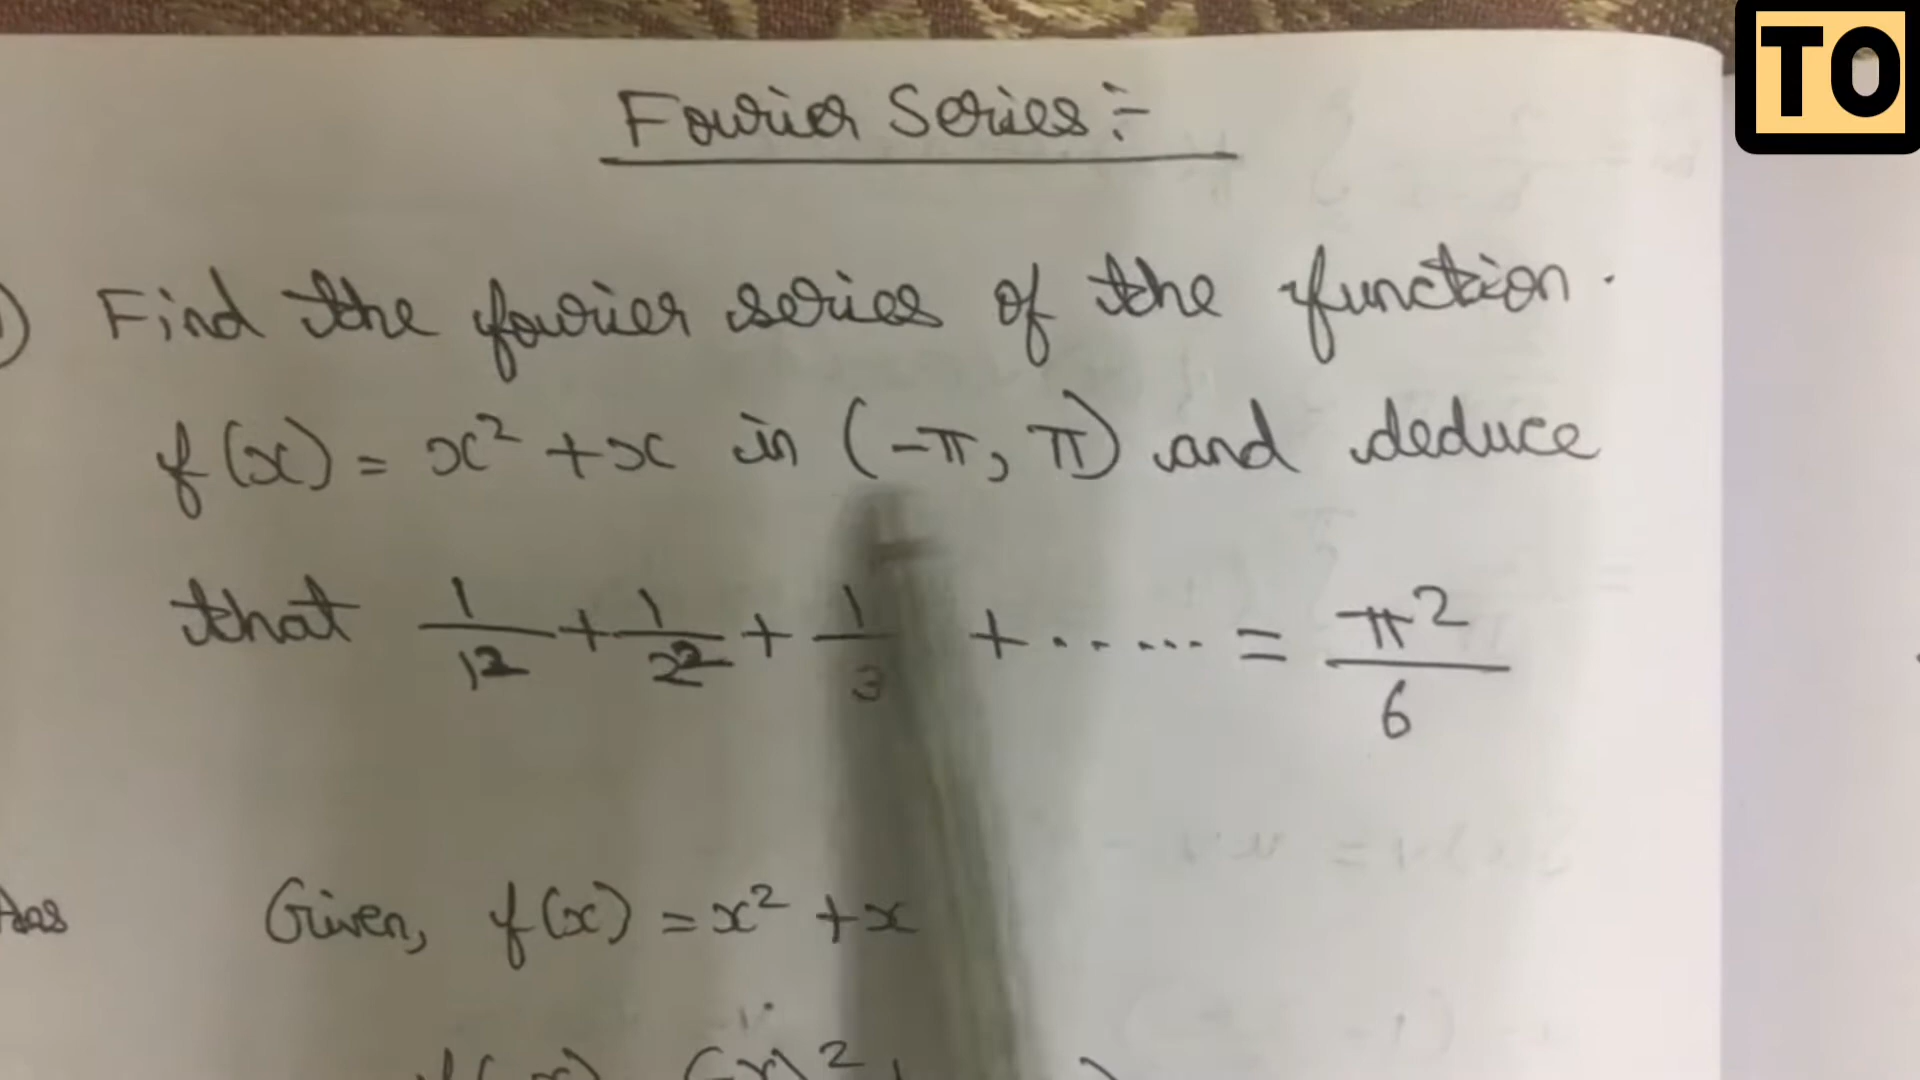 TO
Fourier Series:-
) Find the fourier series of the function.
f(x) = x² + x in (-π, π) and deduce
that 1/1² + 1/2² + 1/3 + ...... = π²/6
Ans Given, f(x) = x² + x